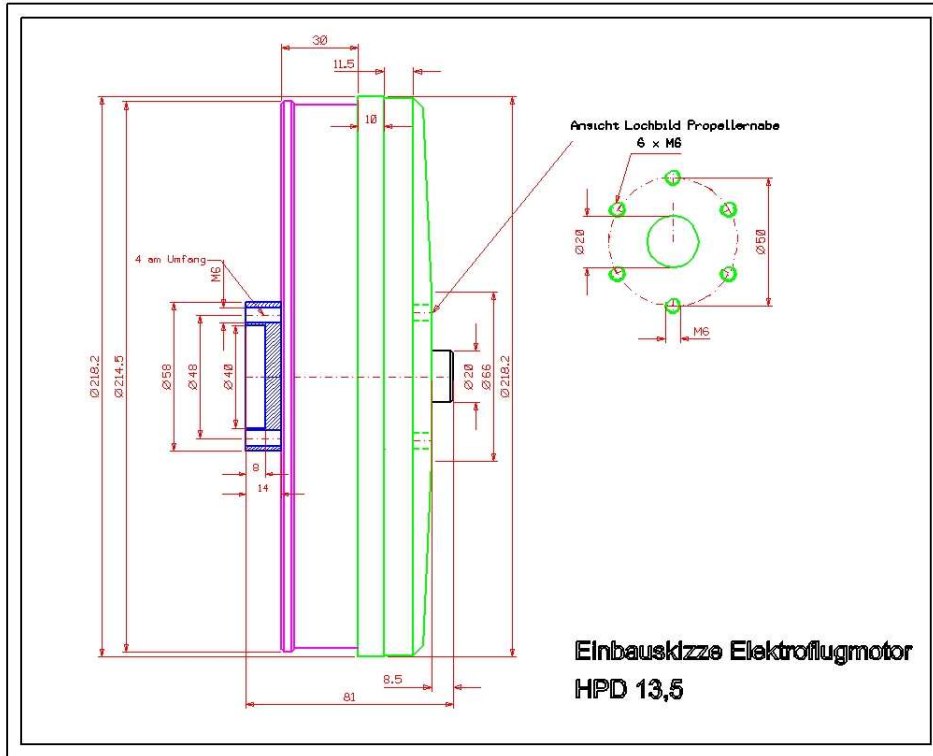 30
11.5
10
Ansicht Lochbild Propellernabe
6 x M6
Ø20
Ø50
M6
4 am Umfang
M6
Ø218.2
Ø214.5
Ø58
Ø48
Ø40
Ø20
Ø66
Ø218.2
8
14
8.5
81
Einbauskizze Elektroflugmotor
HPD 13,5